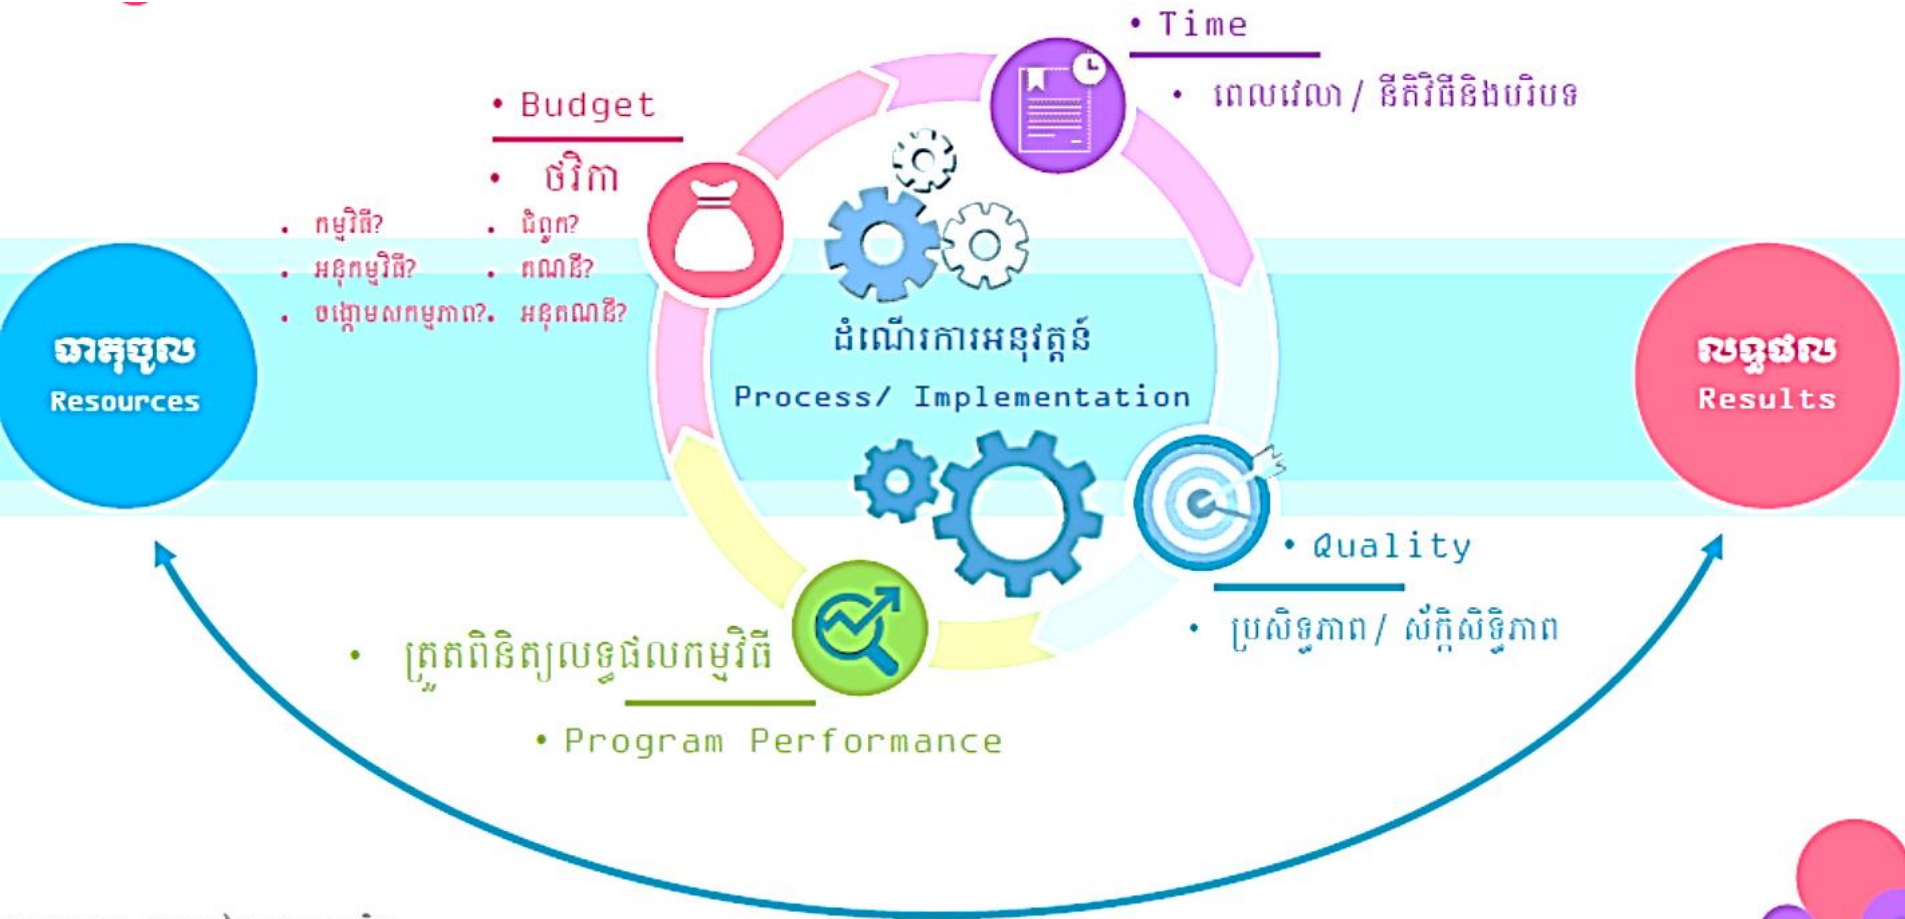 • Time
• ពេលវេលា / នីតិវិធីនិងបរិបទ
• Budget
• ថវិកា
• កម្មវិធី? • ជំពូក?
• អនុកម្មវិធី? • គណនី?
• ចង្កោមសកម្មភាព? • អនុគណនី?
ធាតុចូល
Resources
ដំណើរការអនុវត្តន៍
Process/ Implementation
លទ្ធផល
Results
• Quality
• ប្រសិទ្ធភាព / ស័ក្តិសិទ្ធិភាព
• ត្រួតពិនិត្យលទ្ធផលកម្មវិធី
• Program Performance